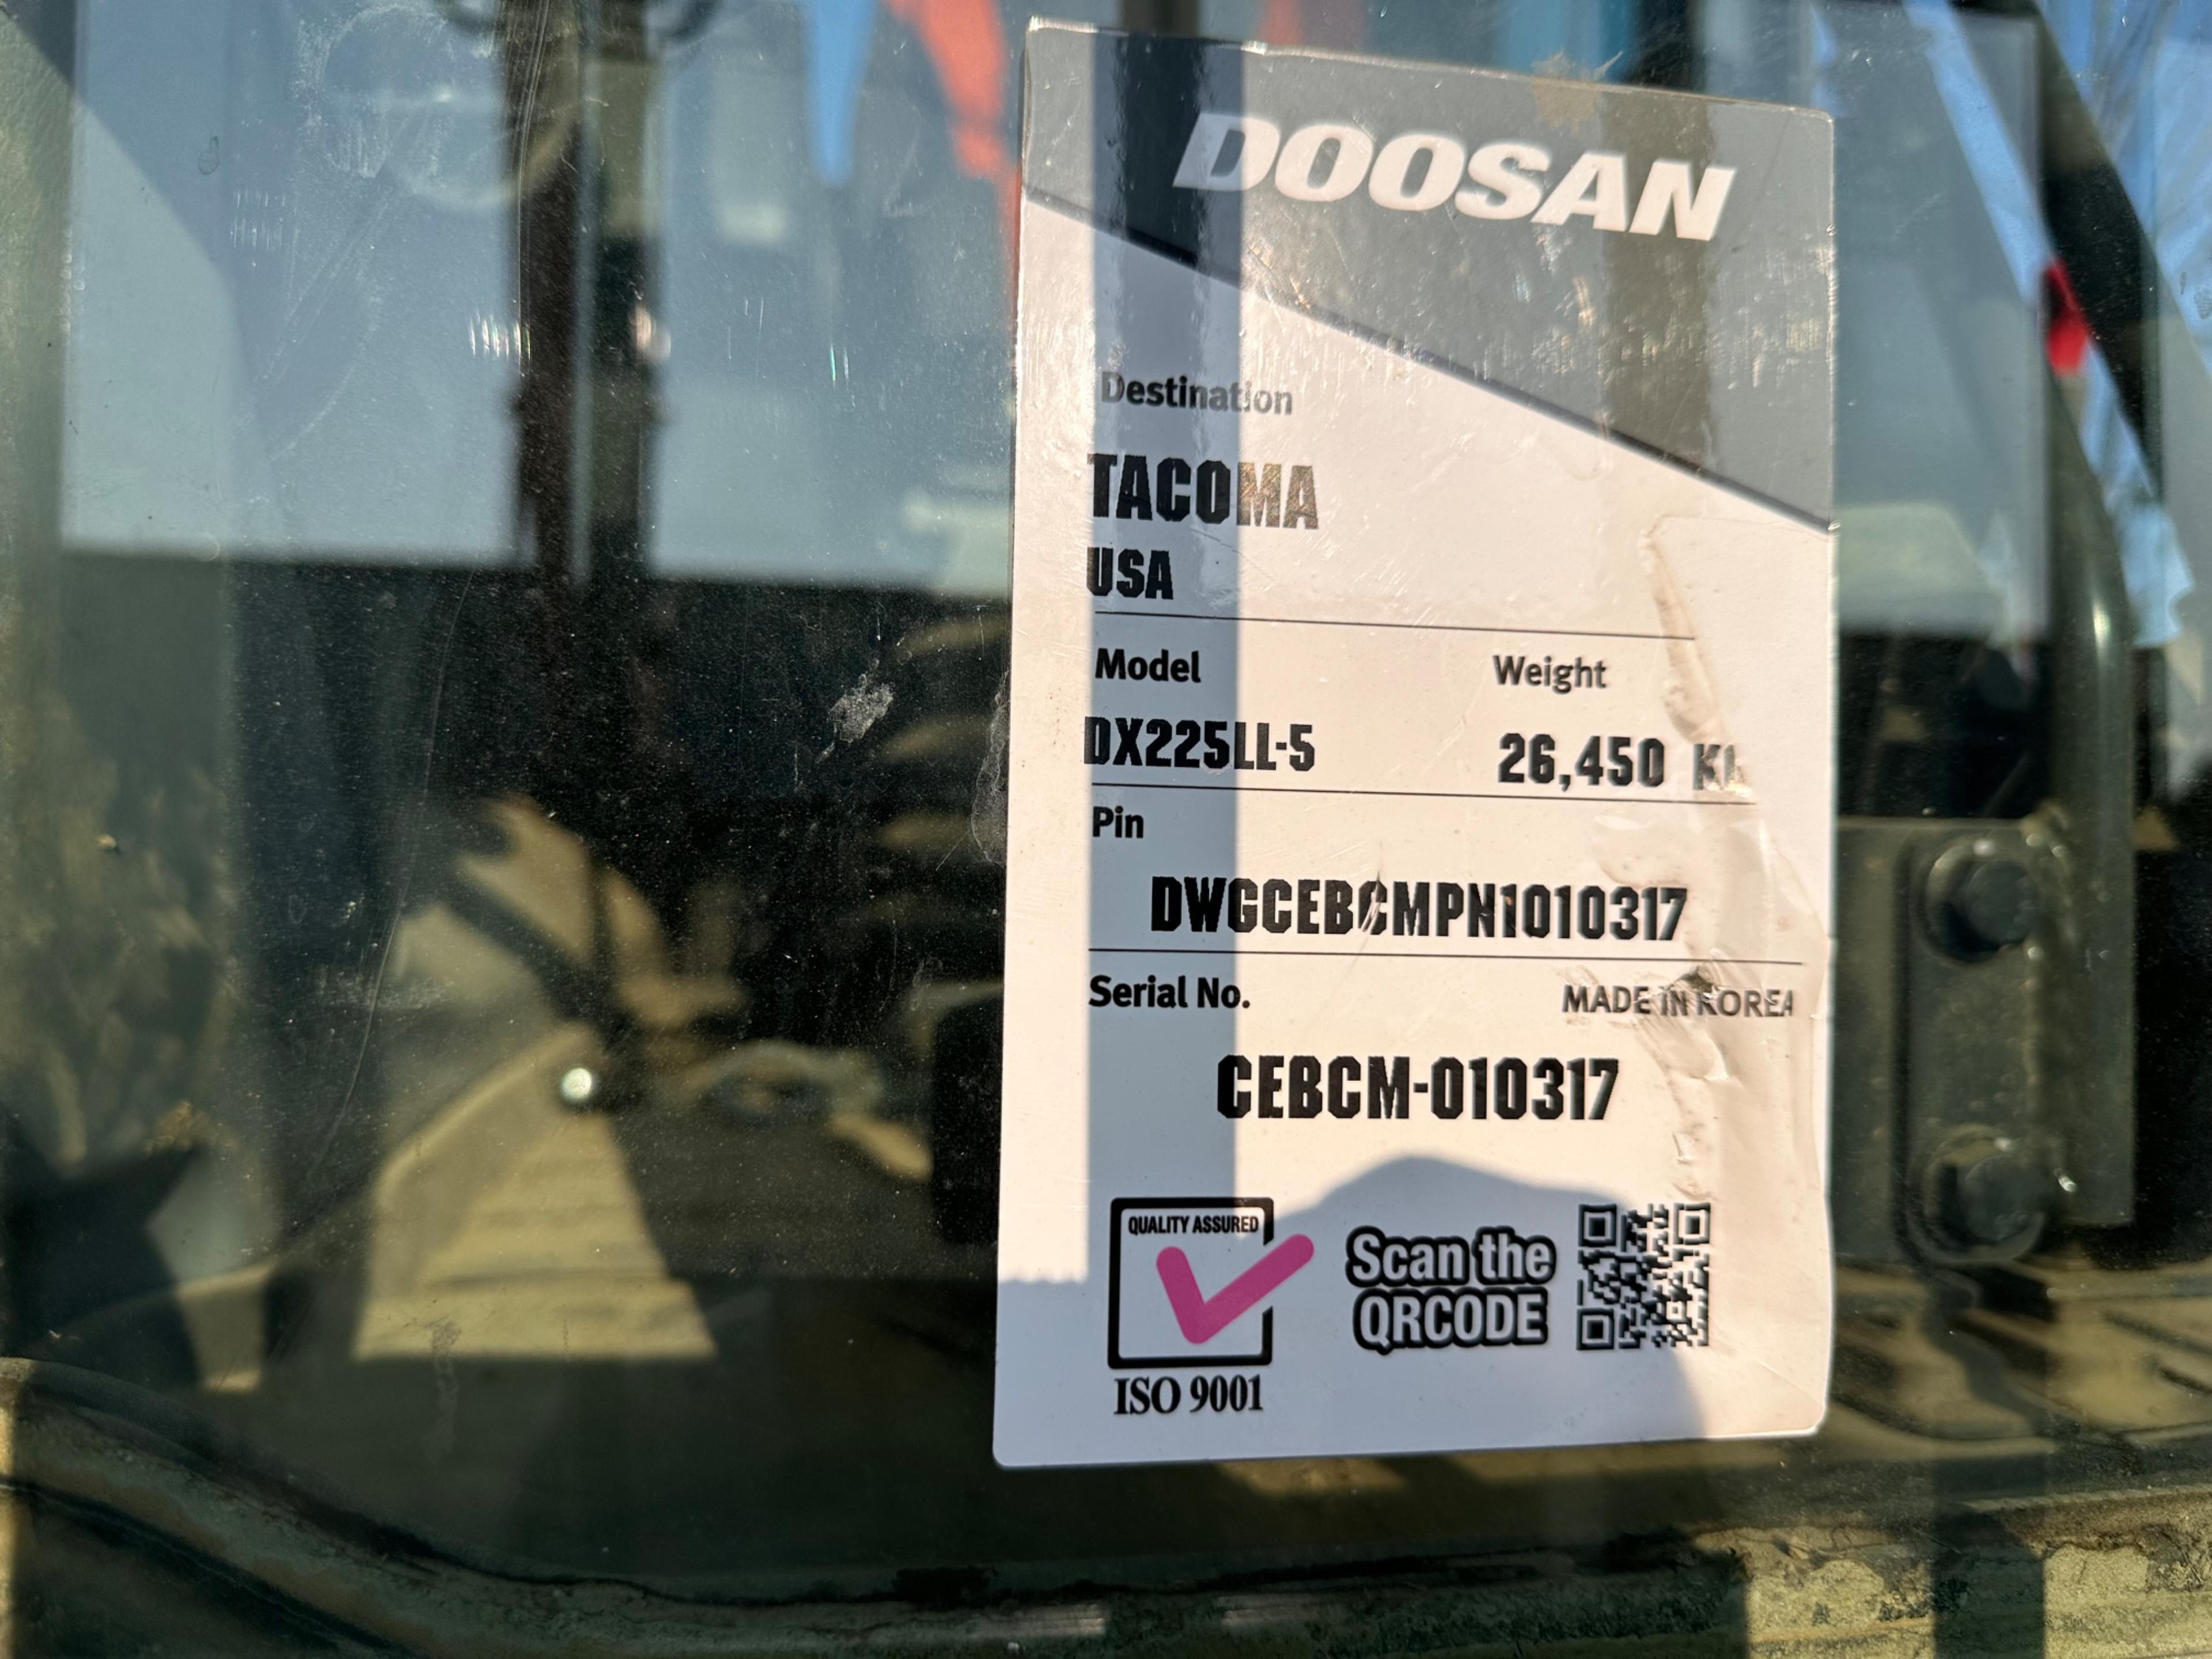 DOOSAN
Destination
TACOMA
USA
Model Weight
DX225LL-5 26,450
Pin
DWGCEBCMPN1010317
Serial No. MADE IN KOREA
CEBCM-010317
QUALITY ASSURED
ISO 9001
Scan the
QRCODE